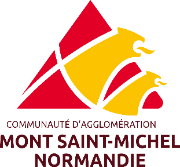 COMMUNAUTÉ D'AGGLOMÉRATION
MONT SAINT-MICHEL
NORMANDIE